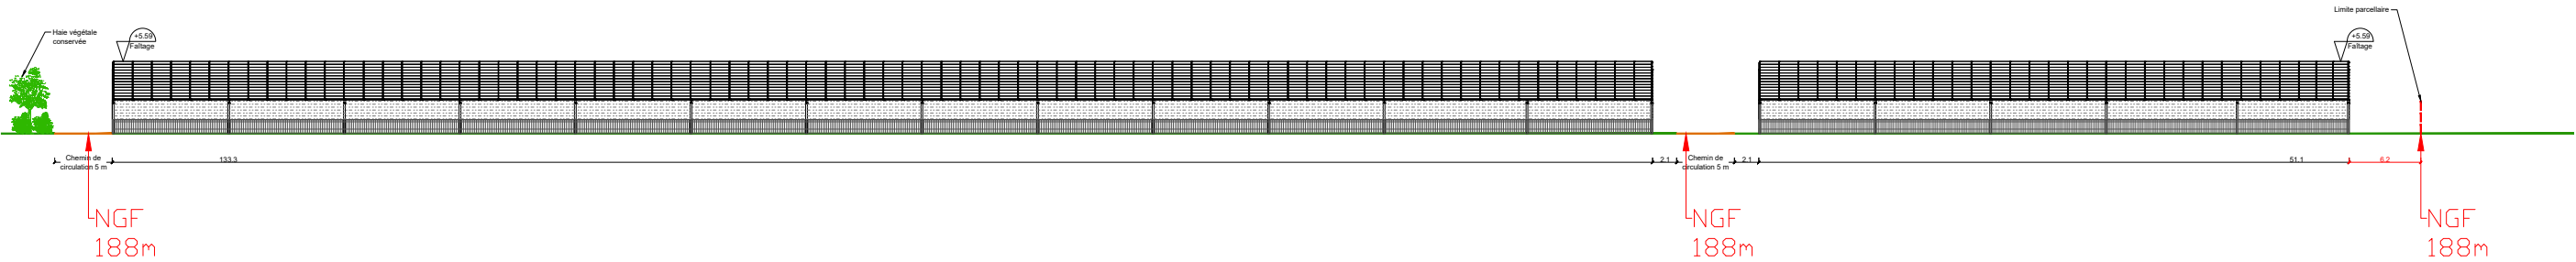 Haie végétale
conservée
+5.59
Faîtage
Limite parcellaire
+5.59
Faîtage
Chemin de
circulation 5 m
133.3
2.1
Chemin de
circulation 5 m
2.1
51.1
6.2
NGF
188m
NGF
188m
NGF
188m